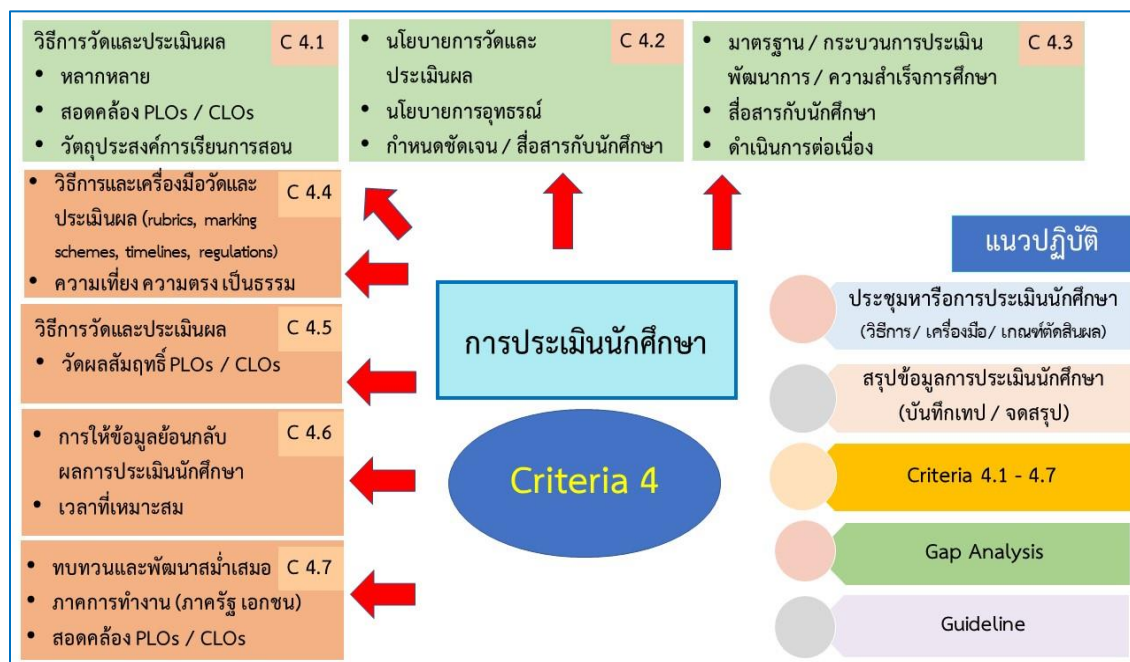 วิธีการวัดและประเมินผล
C 4.1
• หลากหลาย
• สอดคล้อง PLOs / CLOs
• วัตถุประสงค์การเรียนการสอน
• นโยบายการวัดและ
ประเมินผล
C 4.2
• นโยบายการอุทธรณ์
• กำหนดชัดเจน / สื่อสารกับนักศึกษา
• มาตรฐาน / กระบวนการประเมิน
พัฒนาการ / ความสำเร็จการศึกษา
C 4.3
• สื่อสารกับนักศึกษา
• ดำเนินการต่อเนื่อง
• วิธีการและเครื่องมือวัดและ
ประเมินผล (rubrics, marking
schemes, timelines, regulations)
C 4.4
• ความเที่ยง ความตรง เป็นธรรม
วิธีการวัดและประเมินผล
C 4.5
• วัดผลสัมฤทธิ์ PLOs / CLOs
• การให้ข้อมูลย้อนกลับ
ผลการประเมินนักศึกษา
C 4.6
• เวลาที่เหมาะสม
• ทบทวนและพัฒนาสม่ำเสมอ
C 4.7
• ภาคการทำงาน (ภาครัฐ เอกชน)
• สอดคล้อง PLOs / CLOs
การประเมินนักศึกษา
Criteria 4
แนวปฏิบัติ
ประชุมหารือการประเมินนักศึกษา
(วิธีการ/ เครื่องมือ/ เกณฑ์ตัดสินผล)
สรุปข้อมูลการประเมินนักศึกษา
(บันทึกเทป / จดสรุป)
Criteria 4.1 - 4.7
Gap Analysis
Guideline